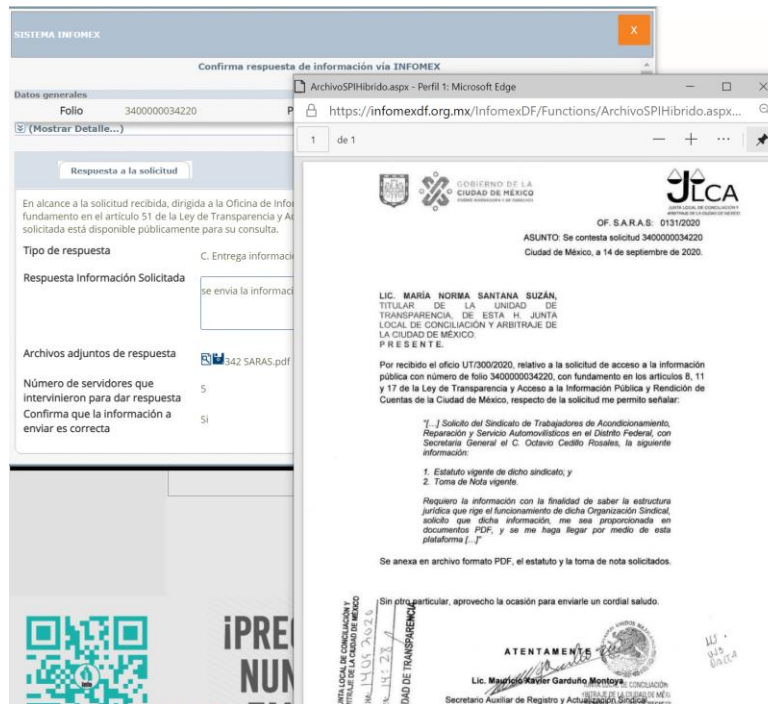 SISTEMA INFOMEX
X
Confirma respuesta de información vía INFOMEX
Datos generales
Folio 3400000034220 P
(Mostrar Detalle...)
Respuesta a la solicitud
En alcance a la solicitud recibida, dirigida a la Oficina de Infor
fundamento en el artículo 51 de la Ley de Transparencia y Ac
solicitada está disponible públicamente para su consulta.
Tipo de respuesta C. Entrega informaci
Respuesta Información Solicitada se envia la informaci
Archivos adjuntos de respuesta 342 SARAS.pdf
Número de servidores que
intervinieron para dar respuesta 5
Confirma que la información a
enviar es correcta Si
¡PRE
NUN
ArchivoSPIHibrido.aspx - Perfil 1: Microsoft Edge
https://infomexdf.org.mx/InfomexDF/Functions/ArchivoSPIHibrido.aspx...
1 de 1
GOBIERNO DE LA
CIUDAD DE MÉXICO
JLCA
JUNTA LOCAL DE CONCILIACIÓN Y
ARBITRAJE DE LA CIUDAD DE MÉXICO
OF. S.A.R.A.S: 0131/2020
ASUNTO: Se contesta solicitud 3400000034220
Ciudad de México, a 14 de septiembre de 2020.
LIC. MARÍA NORMA SANTANA SUZÁN,
TITULAR DE LA UNIDAD DE
TRANSPARENCIA, DE ESTA H. JUNTA
LOCAL DE CONCILIACIÓN Y ARBITRAJE DE
LA CIUDAD DE MÉXICO.
P R E S E N T E.
Por recibido el oficio UT/300/2020, relativo a la solicitud de acceso a la información
pública con número de folio 3400000034220, con fundamento en los artículos 8, 11
y 17 de la Ley de Transparencia y Acceso a la Información Pública y Rendición de
Cuentas de la Ciudad de México, respecto de la solicitud me permito señalar:
"[...] Solicito del Sindicato de Trabajadores de Acondicionamiento,
Reparación y Servicio Automovilísticos en el Distrito Federal, con
Secretaria General el C. Octavio Cedillo Rosales, la siguiente
información:
1. Estatuto vigente de dicho sindicato; y
2. Toma de Nota vigente.
Requiero la información con la finalidad de saber la estructura
jurídica que rige el funcionamiento de dicha Organización Sindical,
solicito que dicha información, me sea proporcionada en
documentos PDF, y se me haga llegar por medio de esta
plataforma [...]"
Se anexa en archivo formato PDF, el estatuto y la toma de nota solicitados.
Sin otro particular, aprovecho la ocasión para enviarle un cordial saludo.
A T E N T A M E N T E
Lic. Mauricio Xavier Garduño Montoya
Secretario Auxiliar de Registro y Actualización Sindical